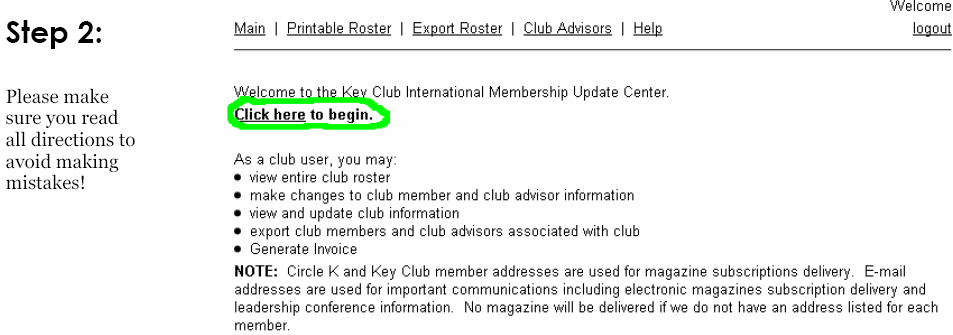 Step 2:
Please make
sure you read
all directions to
avoid making
mistakes!
Welcome
Main | Printable Roster | Export Roster | Club Advisors | Help
logout
Welcome to the Key Club International Membership Update Center.
Click here to begin.
As a club user, you may:
• view entire club roster
• make changes to club member and club advisor information
• view and update club information
• export club members and club advisors associated with club
• Generate Invoice
NOTE: Circle K and Key Club member addresses are used for magazine subscriptions delivery. E-mail
addresses are used for important communications including electronic magazines subscription delivery and
leadership conference information. No magazine will be delivered if we do not have an address listed for each
member.